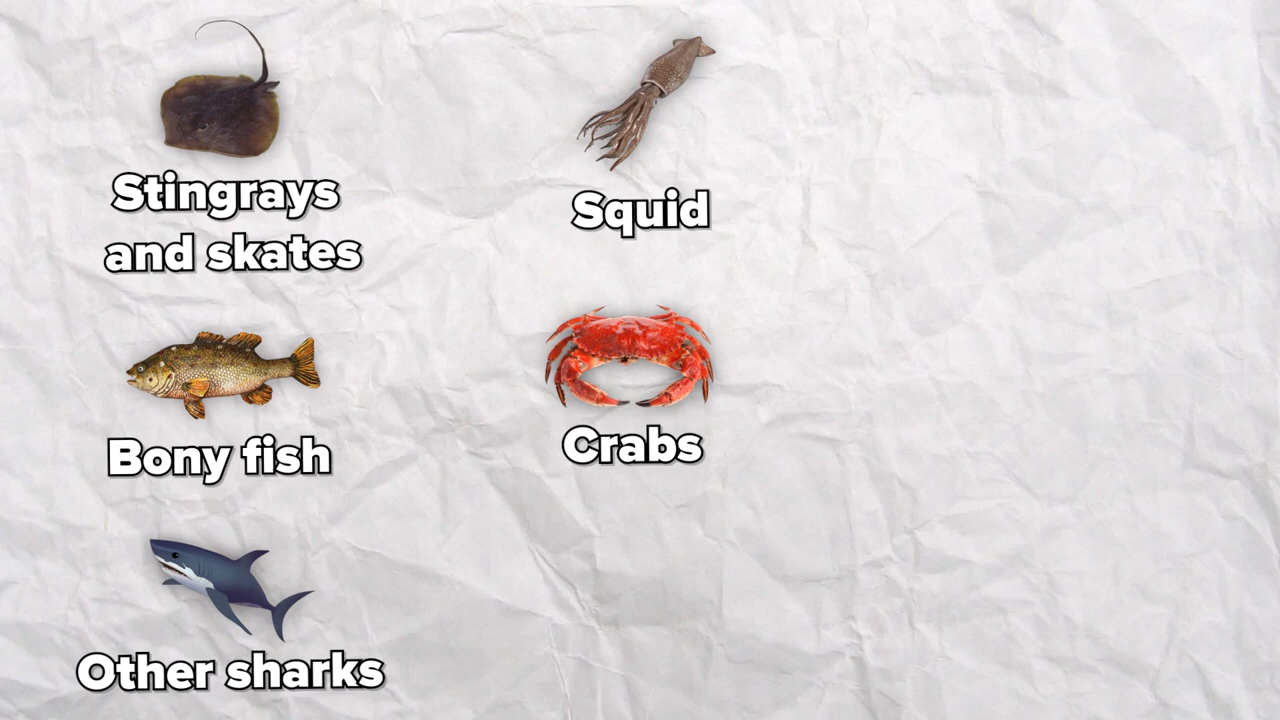 Stingrays
and skates
Bony fish
Other sharks
Squid
Crabs